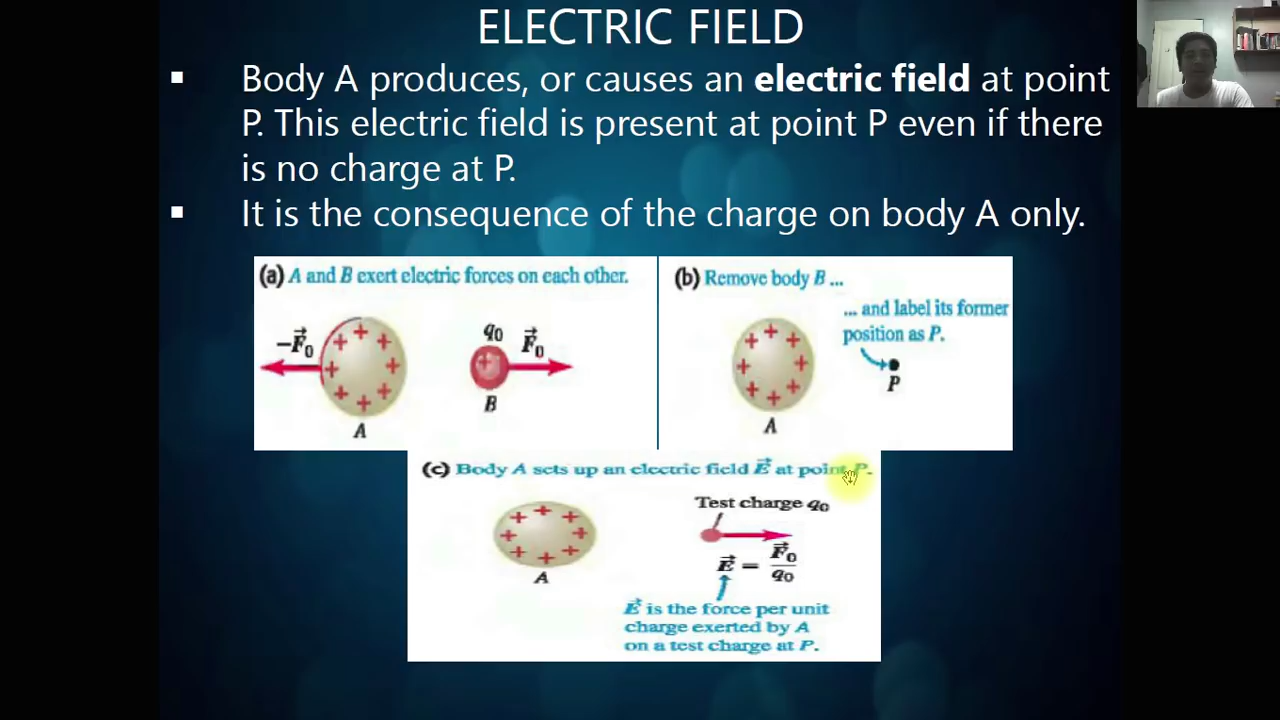 ELECTRIC FIELD
▪ Body A produces, or causes an electric field at point
P. This electric field is present at point P even if there
is no charge at P.
▪ It is the consequence of the charge on body A only.
(a) A and B exert electric forces on each other.
-F⃗₀
q₀ F⃗₀
A
B
(b) Remove body B ...
... and label its former
position as P.
P
A
(c) Body A sets up an electric field E⃗ at point P.
Test charge q₀
E⃗ = F⃗₀/q₀
A
E⃗ is the force per unit
charge exerted by A
on a test charge at P.